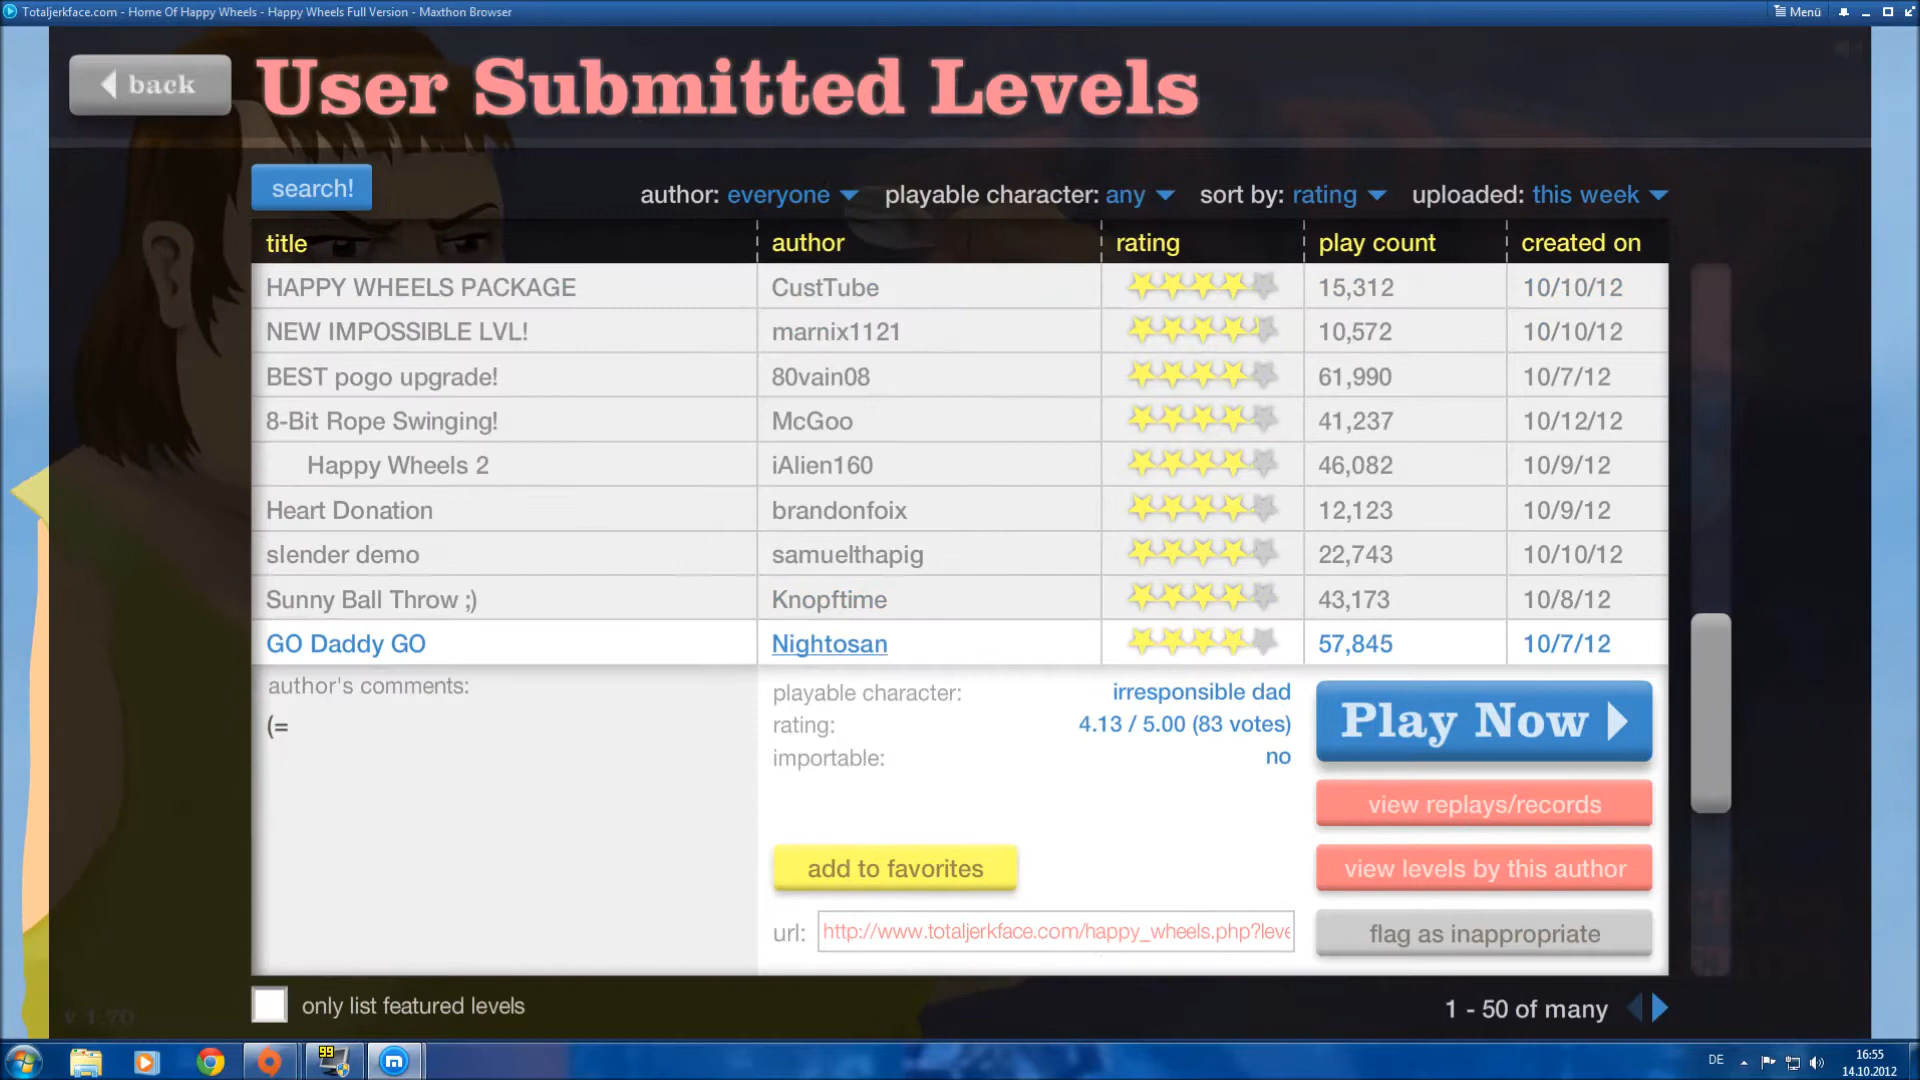 Totaljerkface.com - Home Of Happy Wheels - Happy Wheels Full Version - Maxthon Browser
Menü
back
User Submitted Levels
search!
author: everyone playable character: any sort by: rating uploaded: this week
title author rating play count created on
HAPPY WHEELS PACKAGE CustTube 15,312 10/10/12
NEW IMPOSSIBLE LVL! marnix1121 10,572 10/10/12
BEST pogo upgrade! 80vain08 61,990 10/7/12
8-Bit Rope Swinging! McGoo 41,237 10/12/12
Happy Wheels 2 iAlien160 46,082 10/9/12
Heart Donation brandonfoix 12,123 10/9/12
slender demo samuelthapig 22,743 10/10/12
Sunny Ball Throw ;) Knopftime 43,173 10/8/12
GO Daddy GO Nightosan 57,845 10/7/12
author's comments:
(=
playable character: irresponsible dad
rating: 4.13 / 5.00 (83 votes)
importable: no
Play Now
view replays/records
add to favorites
view levels by this author
url: http://www.totaljerkface.com/happy_wheels.php?leve
flag as inappropriate
only list featured levels
1 - 50 of many
v 1.70
99
DE
16:55
14.10.2012